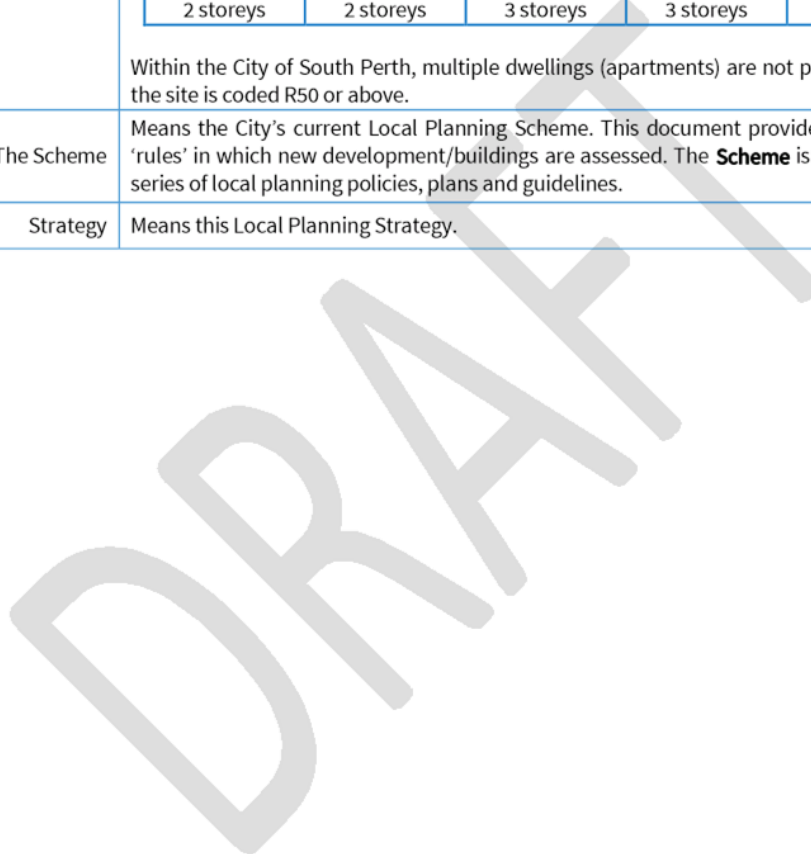 2 storeys 2 storeys 3 storeys 3 storeys
Within the City of South Perth, multiple dwellings (apartments) are not p
the site is coded R50 or above.
Means the City's current Local Planning Scheme. This document provide
The Scheme 'rules' in which new development/buildings are assessed. The Scheme is
series of local planning policies, plans and guidelines.
Strategy Means this Local Planning Strategy.
DRAFT